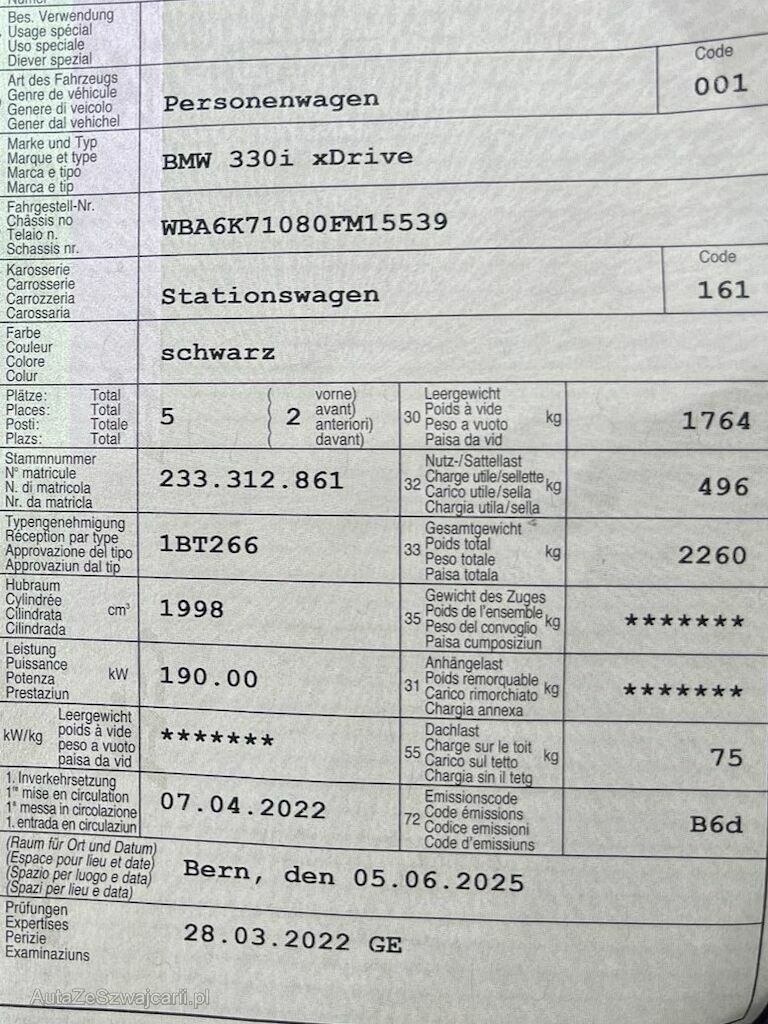 Bes. Verwendung
Usage spécial
Uso speciale
Diever spezial
Art des Fahrzeugs
Genre de véhicule
Genere di veicolo
Gener dal vehichel
Personenwagen
Code
001
Marke und Typ
Marque et type
Marca e tipo
Marca e tip
BMW 330i xDrive
Fahrgestell-Nr.
Châssis no
Telaio n.
Schassis nr.
WBA6K71080FM15539
Karosserie
Carrosserie
Carrozzeria
Carossaria
Stationswagen
Code
161
Farbe
Couleur
Colore
Colur
schwarz
Plätze: Total
Places: Total
Posti: Totale
Plazs: Total
5
( vorne)
( avant)
( anteriori)
( davant)
2
30
Leergewicht
Poids à vide
Peso a vuoto
Paisa da vid
kg
1764
Stammnummer
N° matricule
N. di matricola
Nr. da matricla
233.312.861
32
Nutz-/Sattellast
Charge utile/sellette
Carico utile/sella
Chargia utila/sella
kg
496
Typengenehmigung
Réception par type
Approvazione del tipo
Approvaziun dal tip
1BT266
33
Gesamtgewicht
Poids total
Peso totale
Paisa totala
kg
2260
Hubraum
Cylindrée
Cilindrata
Cilindrada
cm³
1998
35
Gewicht des Zuges
Poids de l'ensemble
Peso del convoglio
Paisa cumposiziun
kg
*******
Leistung
Puissance
Potenza
Prestaziun
kW
190.00
31
Anhängelast
Poids remorquable
Carico rimorchiato
Chargia annexa
kg
*******
kW/kg
Leergewicht
poids à vide
peso a vuoto
paisa da vid
*******
55
Dachlast
Charge sur le toit
Carico sul tetto
Chargia sin il tetg
kg
75
1. Inverkehrsetzung
1re mise en circulation
1a messa in circolazione
1. entrada en circulaziun
07.04.2022
72
Emissionscode
Code émissions
Codice emissioni
Code d'emissiuns
B6d
(Raum für Ort und Datum)
(Espace pour lieu et date)
(Spazio per luogo e data)
(Spazi per lieu e data)
Bern, den 05.06.2025
Prüfungen
Expertises
Perizie
Examinaziuns
28.03.2022 GE
AutaZeSzwajcarii.pl